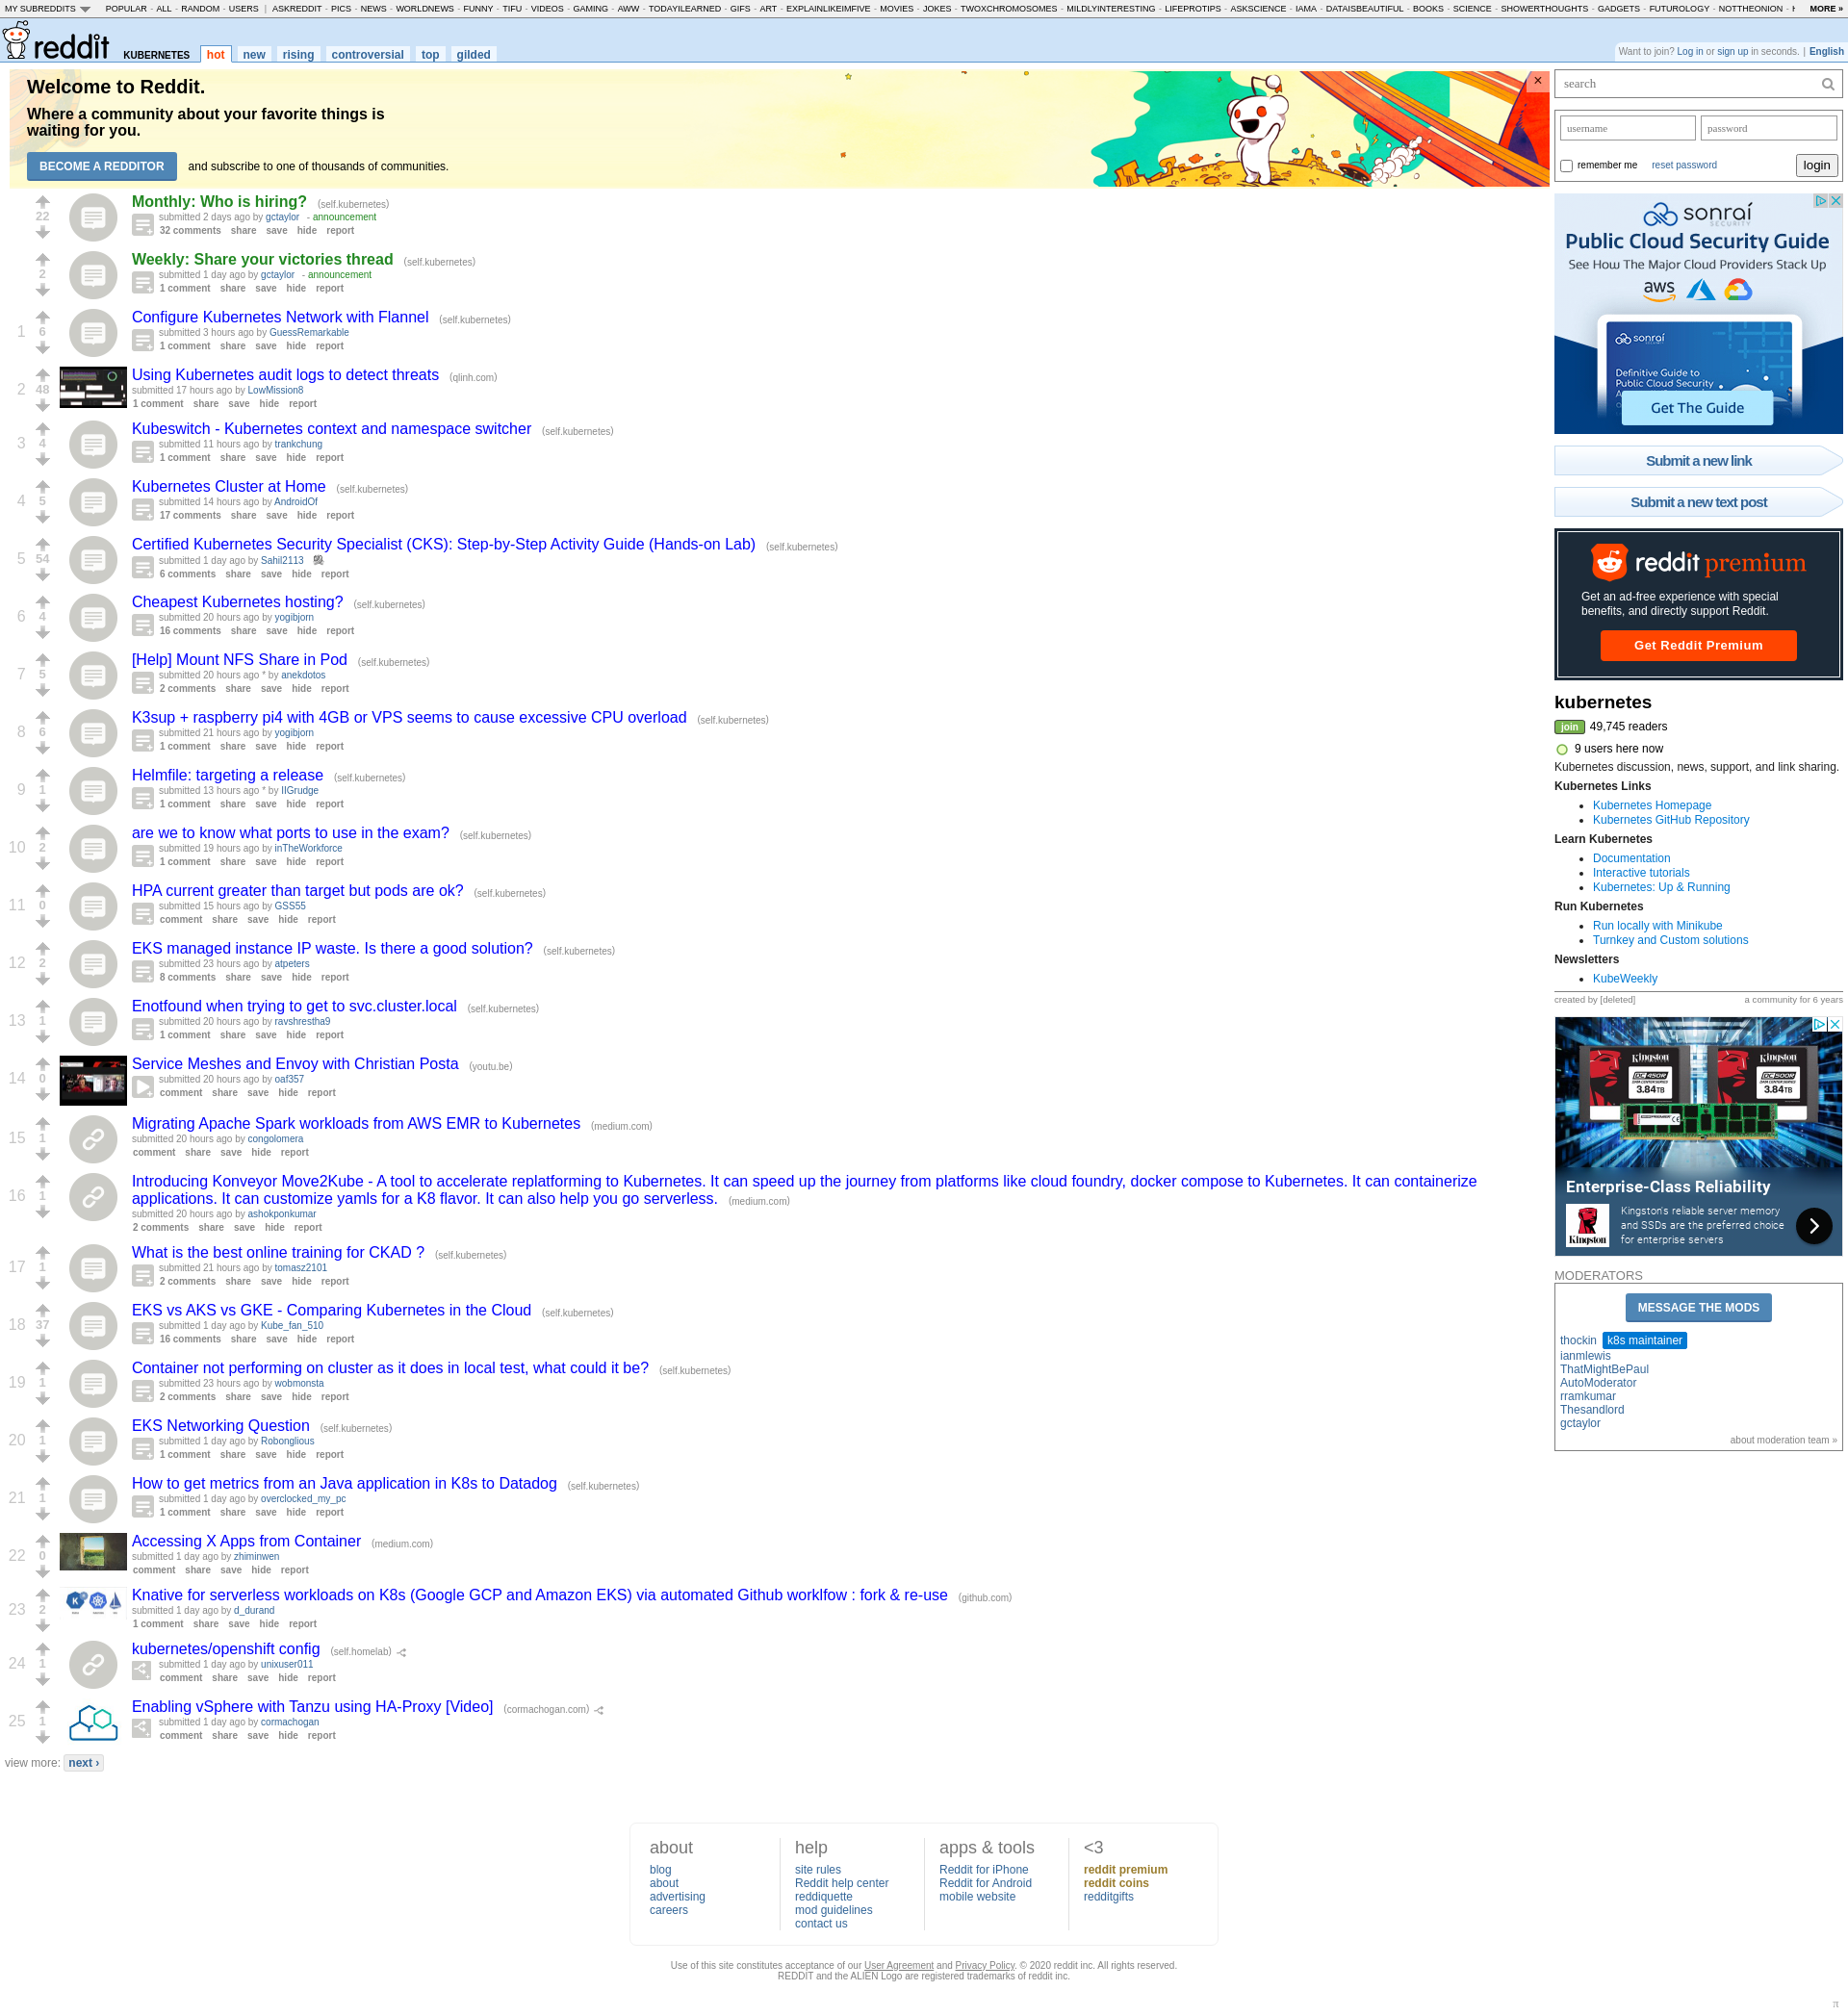 MY SUBREDDITS POPULAR - ALL - RANDOM - USERS | ASKREDDIT - PICS - NEWS - WORLDNEWS - FUNNY - TIFU - VIDEOS - GAMING - AWW - TODAYILEARNED - GIFS - ART - EXPLAINLIKEIMFIVE - MOVIES - JOKES - TWOXCHROMOSOMES - MILDLYINTERESTING - LIFEPROTIPS - ASKSCIENCE - IAMA - DATAISBEAUTIFUL - BOOKS - SCIENCE - SHOWERTHOUGHTS - GADGETS - FUTUROLOGY - NOTTHEONION - MORE »
reddit KUBERNETES hot new rising controversial top gilded
Want to join? Log in or sign up in seconds. | English
Welcome to Reddit.
Where a community about your favorite things is
waiting for you.
BECOME A REDDITOR and subscribe to one of thousands of communities.
×
22
Monthly: Who is hiring? (self.kubernetes)
submitted 2 days ago by gctaylor - announcement
32 comments share save hide report
2
Weekly: Share your victories thread (self.kubernetes)
submitted 1 day ago by gctaylor - announcement
1 comment share save hide report
1 6
Configure Kubernetes Network with Flannel (self.kubernetes)
submitted 3 hours ago by GuessRemarkable
1 comment share save hide report
2 48
Using Kubernetes audit logs to detect threats (qlinh.com)
submitted 17 hours ago by LowMission8
1 comment share save hide report
3 4
Kubeswitch - Kubernetes context and namespace switcher (self.kubernetes)
submitted 11 hours ago by trankchung
1 comment share save hide report
4 5
Kubernetes Cluster at Home (self.kubernetes)
submitted 14 hours ago by AndroidOf
17 comments share save hide report
5 54
Certified Kubernetes Security Specialist (CKS): Step-by-Step Activity Guide (Hands-on Lab) (self.kubernetes)
submitted 1 day ago by Sahil2113
6 comments share save hide report
6 4
Cheapest Kubernetes hosting? (self.kubernetes)
submitted 20 hours ago by yogibjorn
16 comments share save hide report
7 5
[Help] Mount NFS Share in Pod (self.kubernetes)
submitted 20 hours ago * by anekdotos
2 comments share save hide report
8 6
K3sup + raspberry pi4 with 4GB or VPS seems to cause excessive CPU overload (self.kubernetes)
submitted 21 hours ago by yogibjorn
1 comment share save hide report
9 1
Helmfile: targeting a release (self.kubernetes)
submitted 13 hours ago * by IIGrudge
1 comment share save hide report
10 2
are we to know what ports to use in the exam? (self.kubernetes)
submitted 19 hours ago by inTheWorkforce
1 comment share save hide report
11 0
HPA current greater than target but pods are ok? (self.kubernetes)
submitted 15 hours ago by GSS55
comment share save hide report
12 2
EKS managed instance IP waste. Is there a good solution? (self.kubernetes)
submitted 23 hours ago by atpeters
8 comments share save hide report
13 1
Enotfound when trying to get to svc.cluster.local (self.kubernetes)
submitted 20 hours ago by ravshrestha9
1 comment share save hide report
14 0
Service Meshes and Envoy with Christian Posta (youtu.be)
submitted 20 hours ago by oaf357
comment share save hide report
15 1
Migrating Apache Spark workloads from AWS EMR to Kubernetes (medium.com)
submitted 20 hours ago by congolomera
comment share save hide report
16 1
Introducing Konveyor Move2Kube - A tool to accelerate replatforming to Kubernetes. It can speed up the journey from platforms like cloud foundry, docker compose to Kubernetes. It can containerize
applications. It can customize yamls for a K8 flavor. It can also help you go serverless. (medium.com)
submitted 20 hours ago by ashokponkumar
2 comments share save hide report
17 1
What is the best online training for CKAD ? (self.kubernetes)
submitted 21 hours ago by tomasz2101
2 comments share save hide report
18 37
EKS vs AKS vs GKE - Comparing Kubernetes in the Cloud (self.kubernetes)
submitted 1 day ago by Kube_fan_510
16 comments share save hide report
19 1
Container not performing on cluster as it does in local test, what could it be? (self.kubernetes)
submitted 23 hours ago by wobmonsta
2 comments share save hide report
20 1
EKS Networking Question (self.kubernetes)
submitted 1 day ago by Robonglious
1 comment share save hide report
21 1
How to get metrics from an Java application in K8s to Datadog (self.kubernetes)
submitted 1 day ago by overclocked_my_pc
1 comment share save hide report
22 0
Accessing X Apps from Container (medium.com)
submitted 1 day ago by zhiminwen
comment share save hide report
23 2
Knative for serverless workloads on K8s (Google GCP and Amazon EKS) via automated Github worklfow : fork & re-use (github.com)
submitted 1 day ago by d_durand
1 comment share save hide report
24 1
kubernetes/openshift config (self.homelab)
submitted 1 day ago by unixuser011
comment share save hide report
25 1
Enabling vSphere with Tanzu using HA-Proxy [Video] (cormachogan.com)
submitted 1 day ago by cormachogan
comment share save hide report
view more: next ›
search
username password
remember me reset password login
sonraí
SECURITY
Public Cloud Security Guide
See How The Major Cloud Providers Stack Up
aws
sonraí
Definitive Guide to
Public Cloud Security
Get The Guide
Submit a new link
Submit a new text post
reddit premium
Get an ad-free experience with special
benefits, and directly support Reddit.
Get Reddit Premium
kubernetes
join 49,745 readers
9 users here now
Kubernetes discussion, news, support, and link sharing.
Kubernetes Links
Kubernetes Homepage
Kubernetes GitHub Repository
Learn Kubernetes
Documentation
Interactive tutorials
Kubernetes: Up & Running
Run Kubernetes
Run locally with Minikube
Turnkey and Custom solutions
Newsletters
KubeWeekly
created by [deleted] a community for 6 years
Kingston Kingston
DC450R DC500R
3.84TB 3.84TB
Enterprise-Class Reliability
Kingston
Kingston's reliable server memory
and SSDs are the preferred choice
for enterprise servers
MODERATORS
MESSAGE THE MODS
thockin k8s maintainer
ianmlewis
ThatMightBePaul
AutoModerator
rramkumar
Thesandlord
gctaylor
about moderation team »
about
blog
about
advertising
careers
help
site rules
Reddit help center
reddiquette
mod guidelines
contact us
apps & tools
Reddit for iPhone
Reddit for Android
mobile website
<3
reddit premium
reddit coins
redditgifts
Use of this site constitutes acceptance of our User Agreement and Privacy Policy. © 2020 reddit inc. All rights reserved.
REDDIT and the ALIEN Logo are registered trademarks of reddit inc.
π